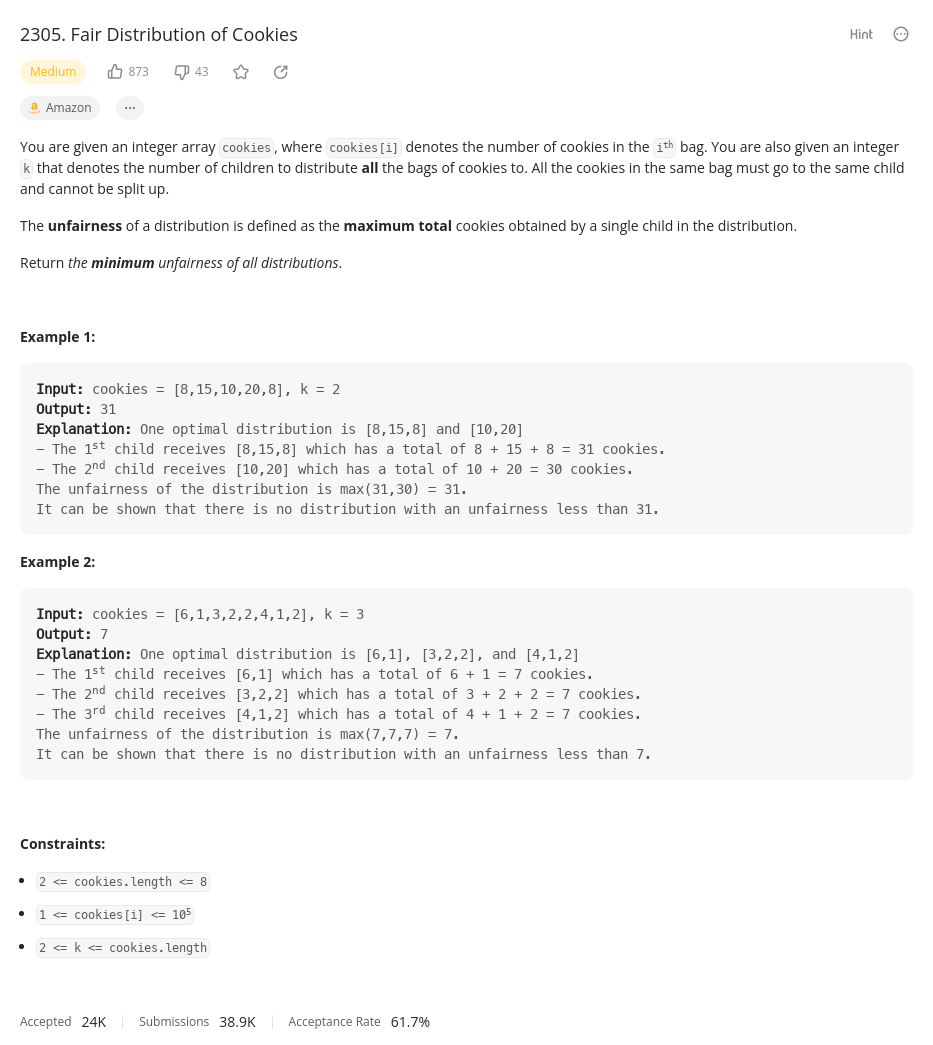 2305. Fair Distribution of Cookies
Hint
Medium 873 43
a Amazon ...
You are given an integer array cookies, where cookies[i] denotes the number of cookies in the ith bag. You are also given an integer
k that denotes the number of children to distribute all the bags of cookies to. All the cookies in the same bag must go to the same child
and cannot be split up.
The unfairness of a distribution is defined as the maximum total cookies obtained by a single child in the distribution.
Return the minimum unfairness of all distributions.
Example 1:
Input: cookies = [8,15,10,20,8], k = 2
Output: 31
Explanation: One optimal distribution is [8,15,8] and [10,20]
– The 1st child receives [8,15,8] which has a total of 8 + 15 + 8 = 31 cookies.
– The 2nd child receives [10,20] which has a total of 10 + 20 = 30 cookies.
The unfairness of the distribution is max(31,30) = 31.
It can be shown that there is no distribution with an unfairness less than 31.
Example 2:
Input: cookies = [6,1,3,2,2,4,1,2], k = 3
Output: 7
Explanation: One optimal distribution is [6,1], [3,2,2], and [4,1,2]
– The 1st child receives [6,1] which has a total of 6 + 1 = 7 cookies.
– The 2nd child receives [3,2,2] which has a total of 3 + 2 + 2 = 7 cookies.
– The 3rd child receives [4,1,2] which has a total of 4 + 1 + 2 = 7 cookies.
The unfairness of the distribution is max(7,7,7) = 7.
It can be shown that there is no distribution with an unfairness less than 7.
Constraints:
• 2 <= cookies.length <= 8
• 1 <= cookies[i] <= 10⁵
• 2 <= k <= cookies.length
Accepted 24K Submissions 38.9K Acceptance Rate 61.7%